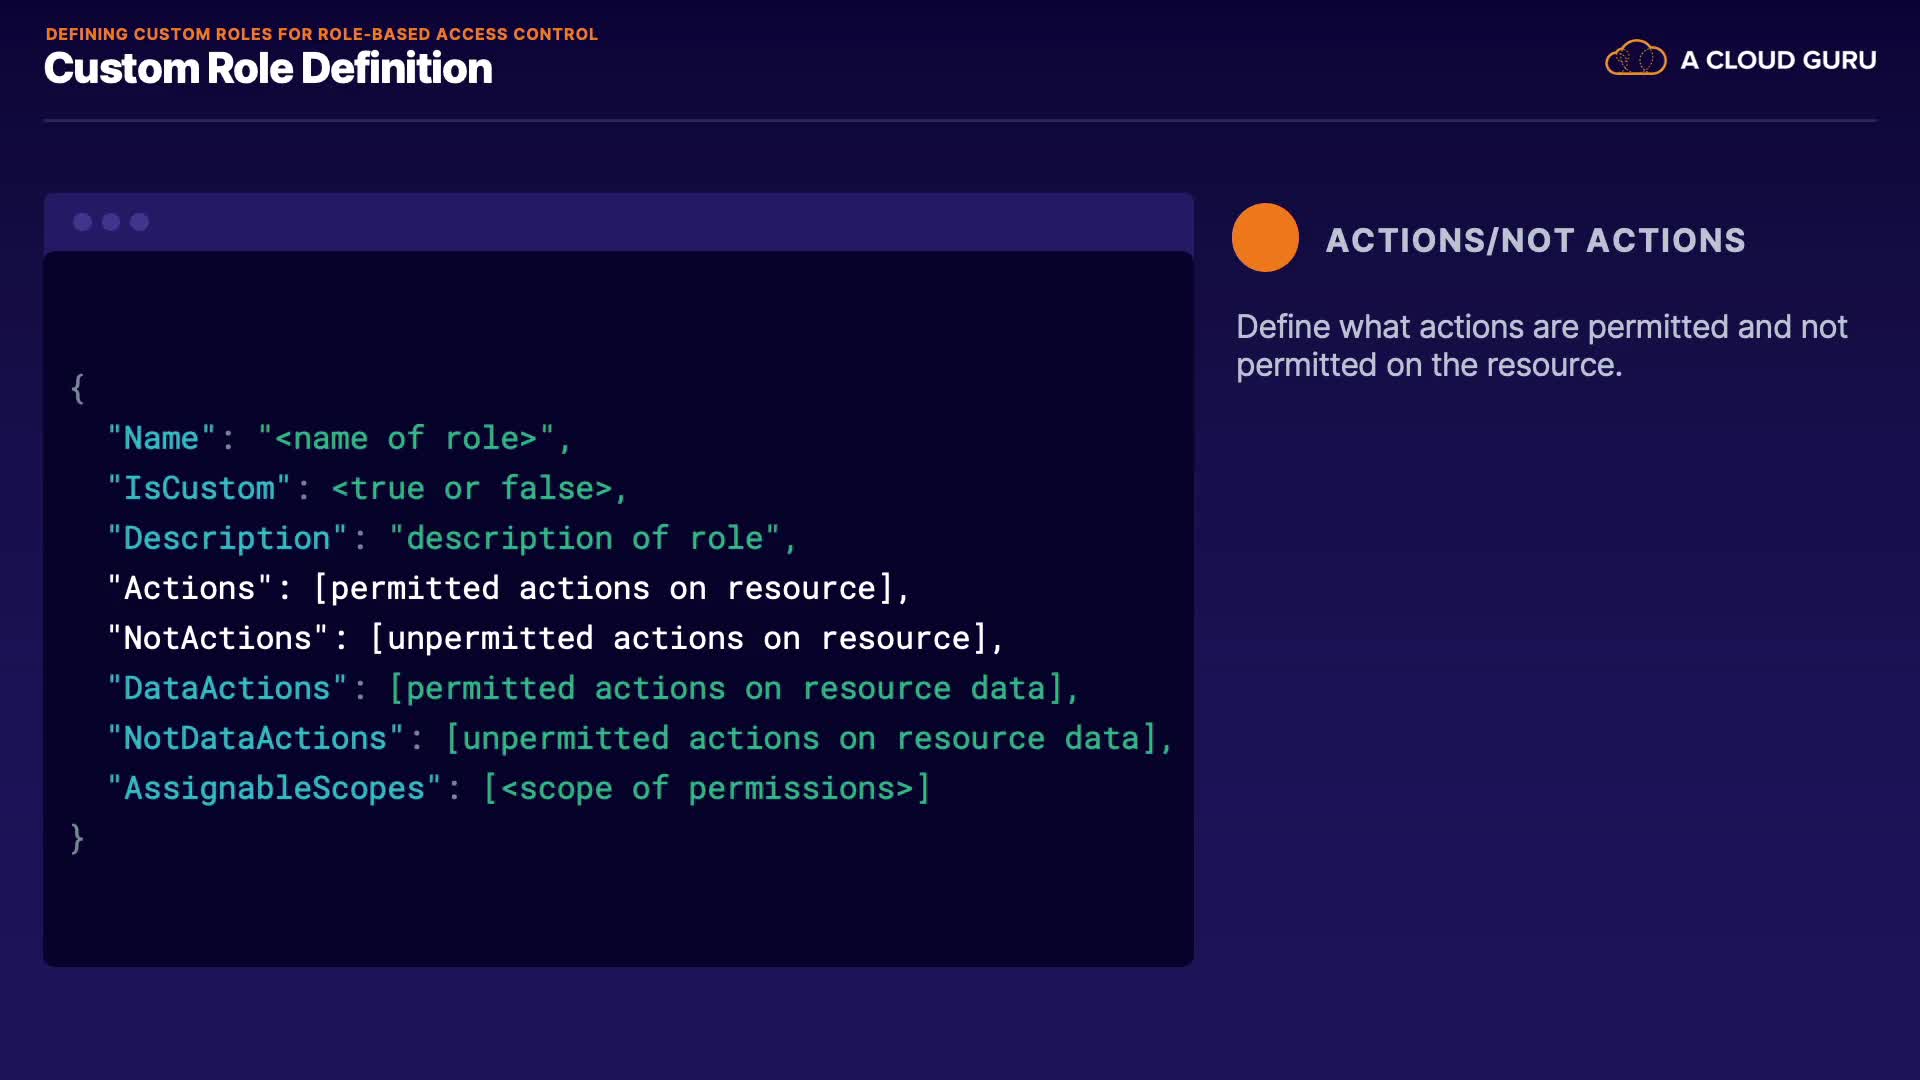 DEFINING CUSTOM ROLES FOR ROLE-BASED ACCESS CONTROL
Custom Role Definition
A CLOUD GURU
{
"Name": "<name of role>",
"IsCustom": <true or false>,
"Description": "description of role",
"Actions": [permitted actions on resource],
"NotActions": [unpermitted actions on resource],
"DataActions": [permitted actions on resource data],
"NotDataActions": [unpermitted actions on resource data],
"AssignableScopes": [<scope of permissions>]
}
ACTIONS/NOT ACTIONS
Define what actions are permitted and not
permitted on the resource.